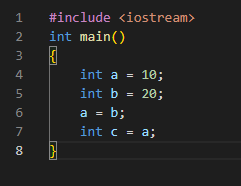 1 #include <iostream>
2 int main()
3 {
4     int a = 10;
5     int b = 20;
6     a = b;
7     int c = a;
8 }